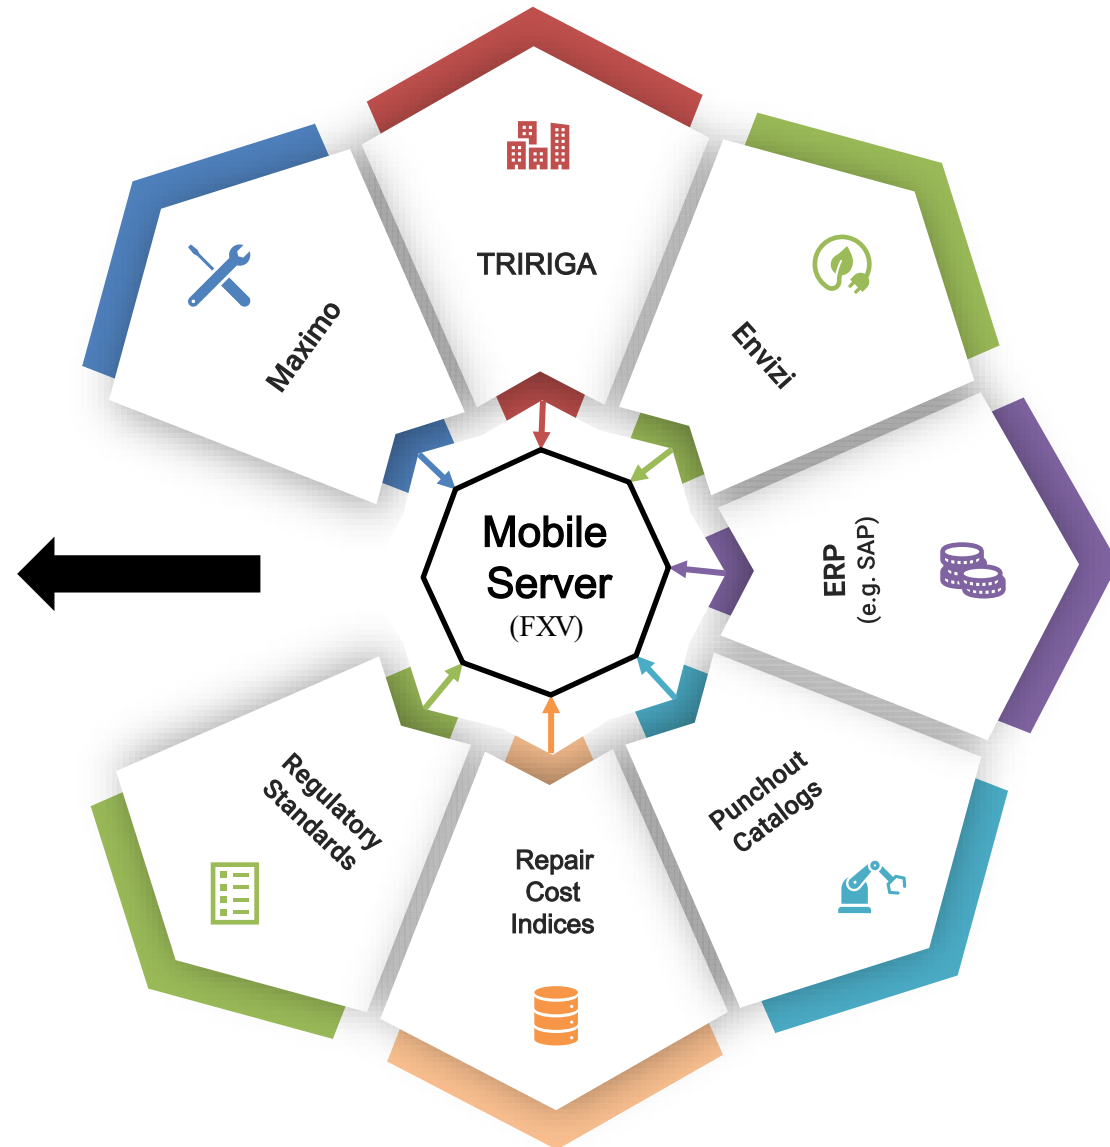 TRIRIGA
Maximo
Envizi
Mobile
Server
(FXV)
ERP
(e.g. SAP)
Regulatory
Standards
Punchout
Catalogs
Repair
Cost
Indices